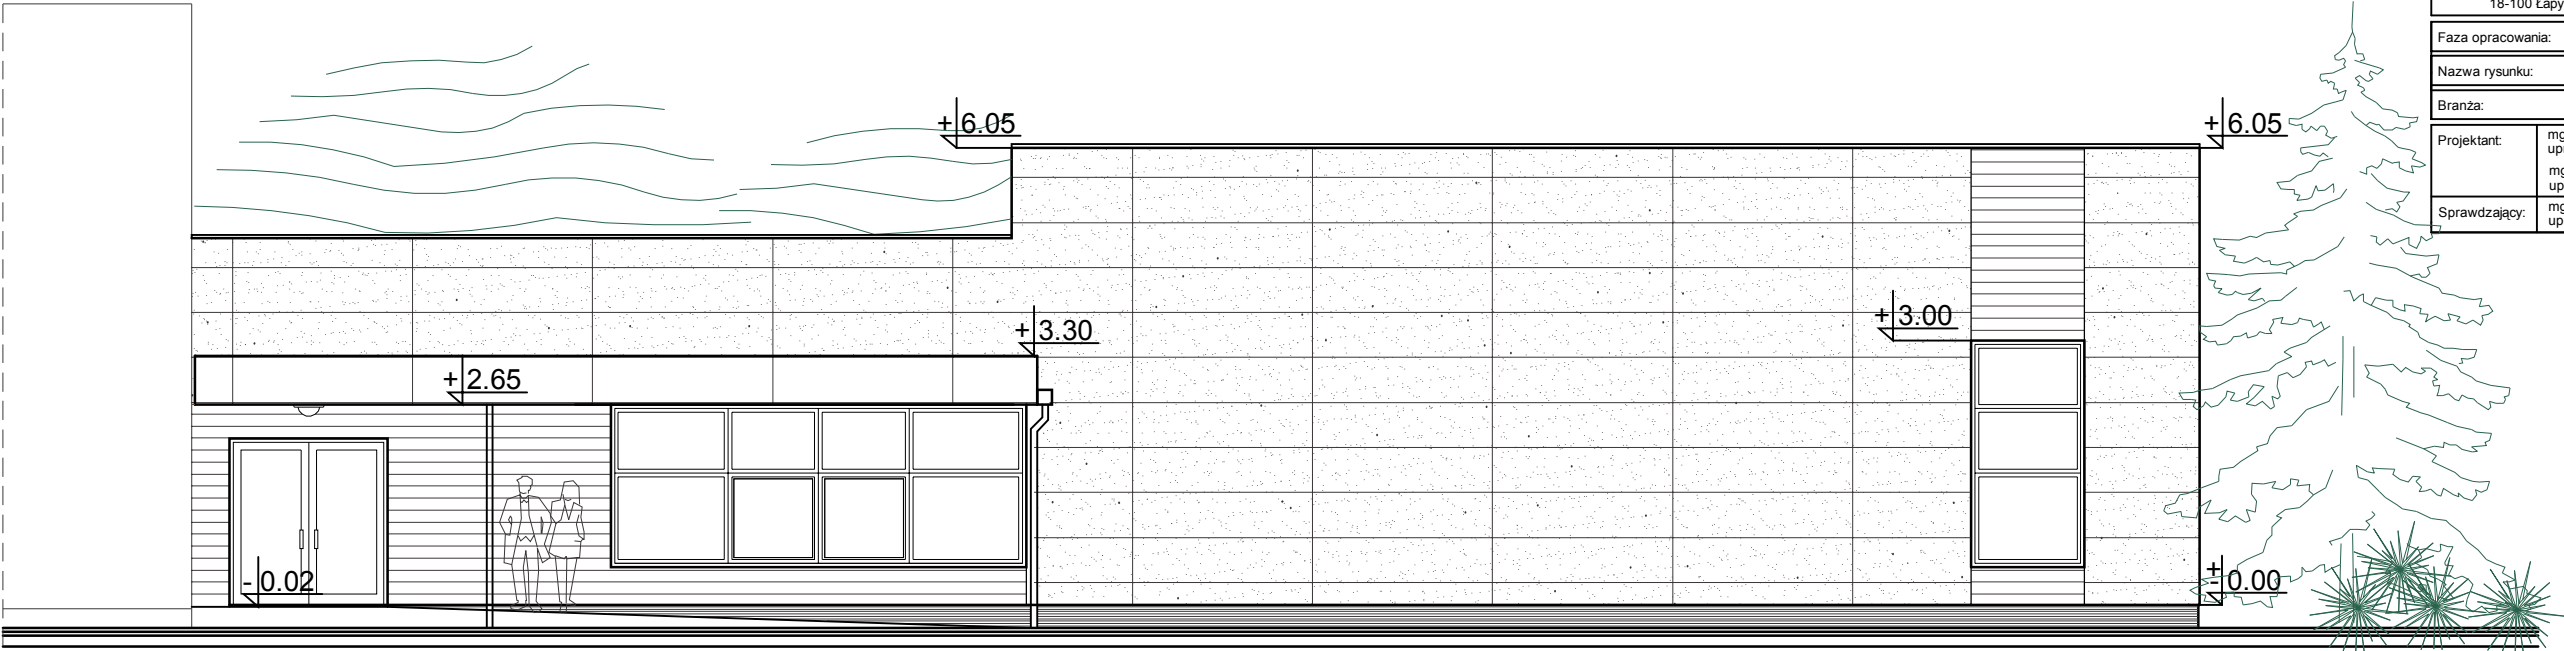 18-100 Łapy
Faza opracowania:
Nazwa rysunku:
Branża:
Projektant:
Sprawdzający:
+6.05
+6.05
+3.30
+3.00
+2.65
-0.02
±0.00